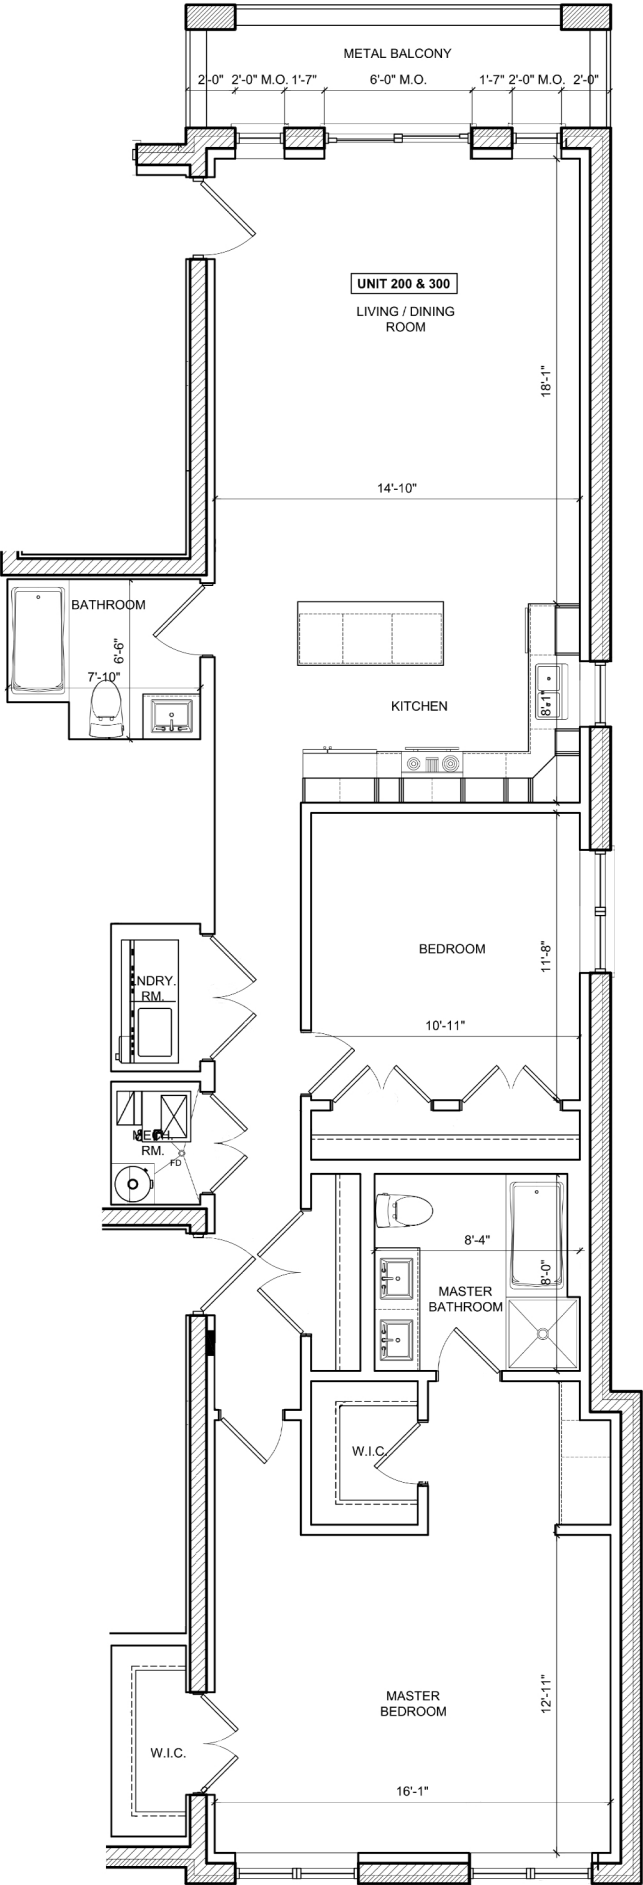 METAL BALCONY
2'-0" 2'-0" M.O. 1'-7" 6'-0" M.O. 1'-7" 2'-0" M.O. 2'-0"
UNIT 200 & 300
LIVING / DINING
ROOM
18'-1"
14'-10"
BATHROOM
6'-6"
7'-10"
KITCHEN
8'-1"
BEDROOM
11'-8"
10'-11"
LNDRY.
RM.
MECH.
RM.
FD
8'-4"
8'-0"
MASTER
BATHROOM
W.I.C.
MASTER
BEDROOM
12'-11"
W.I.C.
16'-1"